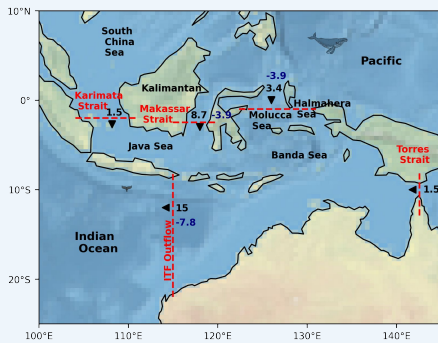 10°N
0°
10°S
20°S
South
China
Sea
Pacific
-3.9
3.4
Kalimantan
Karimata
Strait
1.5
Makassar
Strait
8.7
-3.9
Halmahera
Sea
Molucca
Sea
Java Sea
Banda Sea
Torres
Strait
1.5
15
-7.8
Indian
Ocean
ITF Outflow
100°E
110°E
120°E
130°E
140°E